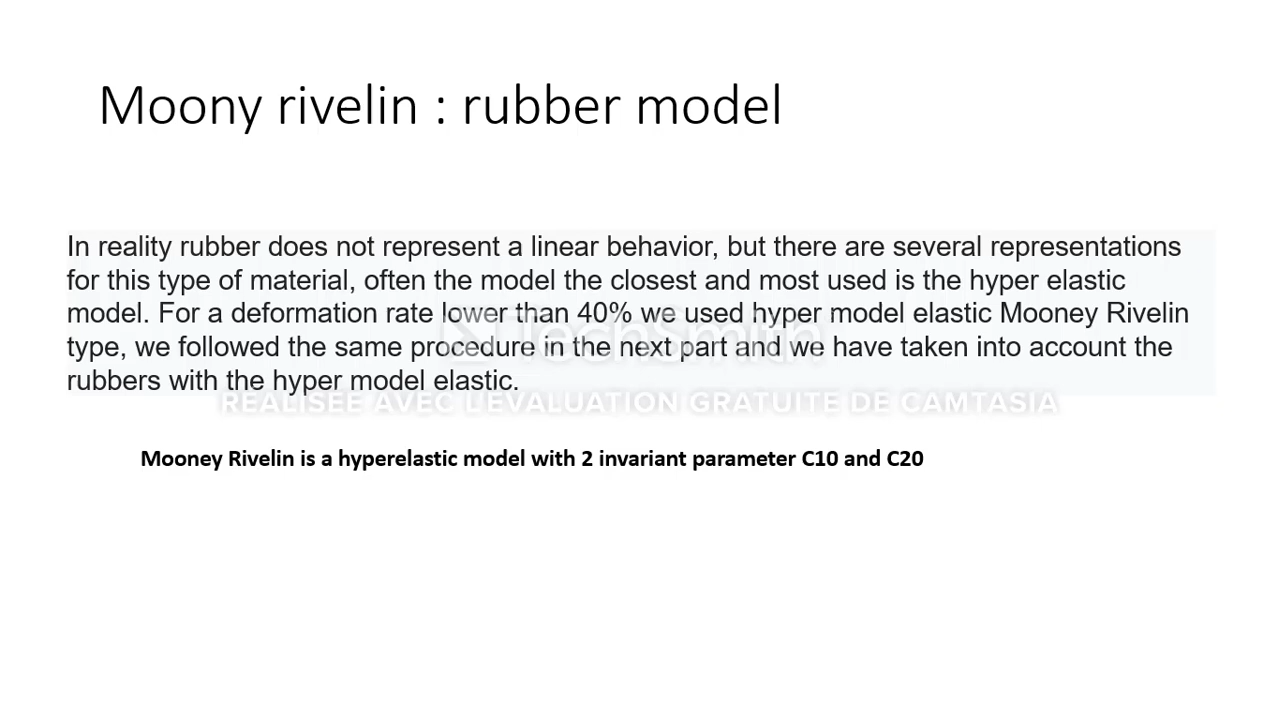 Moony rivelin : rubber model
In reality rubber does not represent a linear behavior, but there are several representations
for this type of material, often the model the closest and most used is the hyper elastic
model. For a deformation rate lower than 40% we used hyper model elastic Mooney Rivelin
type, we followed the same procedure in the next part and we have taken into account the
rubbers with the hyper model elastic.
TechSmith
RÉALISÉE AVEC L'ÉVALUATION GRATUITE DE CAMTASIA
Mooney Rivelin is a hyperelastic model with 2 invariant parameter C10 and C20